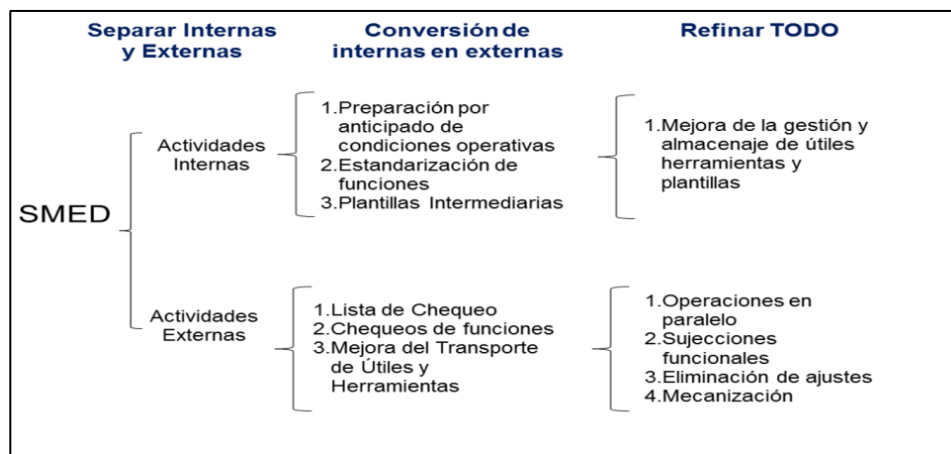 Separar Internas
y Externas
Conversión de
internas en externas
Refinar TODO
SMED
Actividades
Internas
1.Preparación por
anticipado de
condiciones operativas
2.Estandarización de
funciones
3.Plantillas Intermediarias
1.Mejora de la gestión y
almacenaje de útiles
herramientas y
plantillas
Actividades
Externas
1.Lista de Chequeo
2.Chequeos de funciones
3.Mejora del Transporte
de Útiles y
Herramientas
1.Operaciones en
paralelo
2.Sujecciones
funcionales
3.Eliminación de ajustes
4.Mecanización